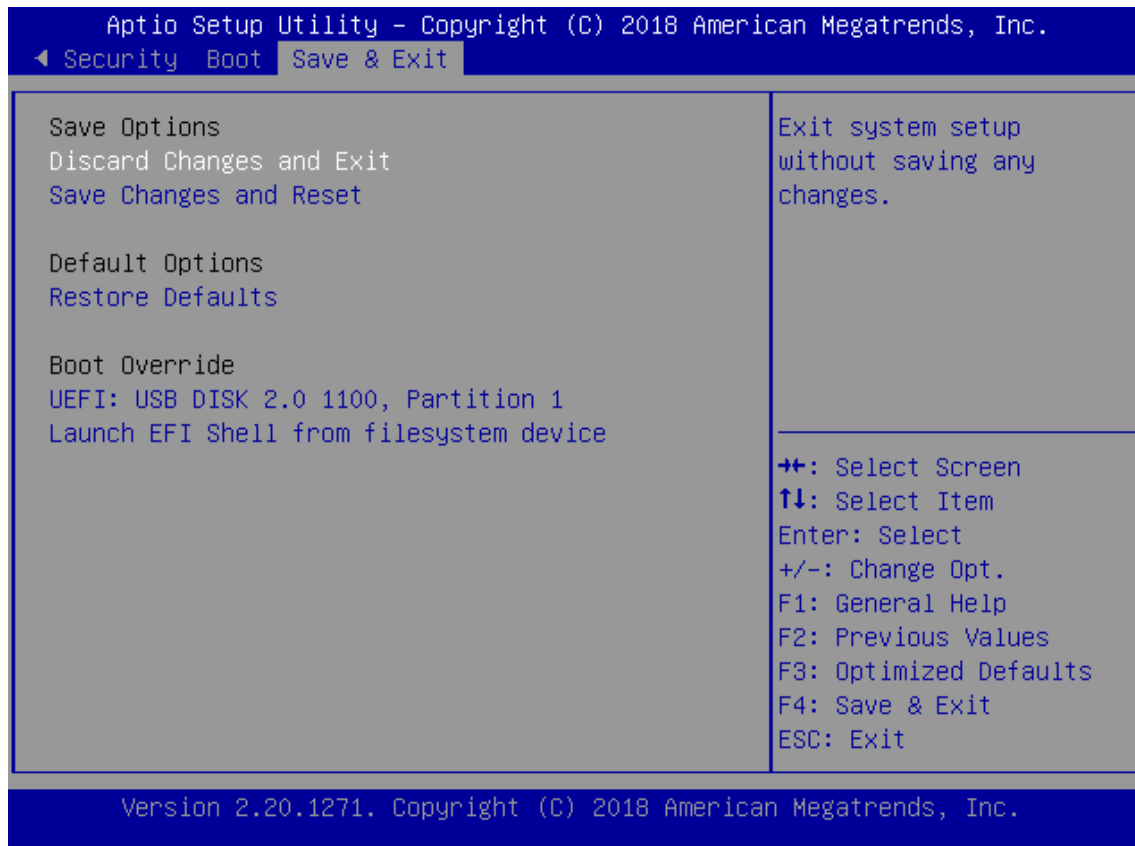 Aptio Setup Utility – Copyright (C) 2018 American Megatrends, Inc.
◄ Security Boot Save & Exit
Save Options
Discard Changes and Exit
Save Changes and Reset
Default Options
Restore Defaults
Boot Override
UEFI: USB DISK 2.0 1100, Partition 1
Launch EFI Shell from filesystem device
Exit system setup
without saving any
changes.
→←: Select Screen
↑↓: Select Item
Enter: Select
+/-: Change Opt.
F1: General Help
F2: Previous Values
F3: Optimized Defaults
F4: Save & Exit
ESC: Exit
Version 2.20.1271. Copyright (C) 2018 American Megatrends, Inc.